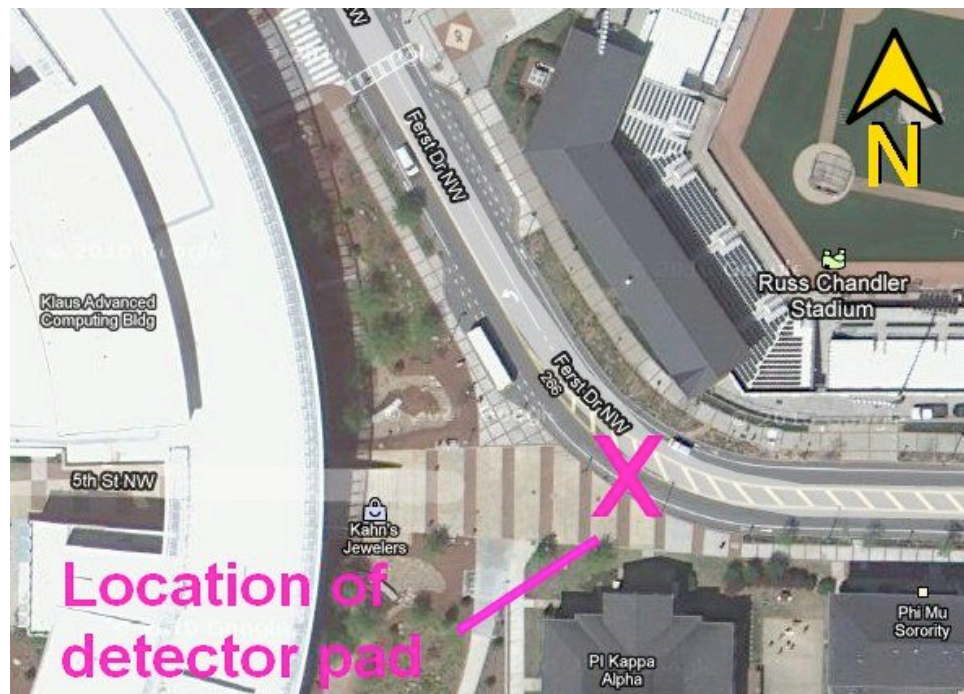 Ferst Dr NW
N
Russ Chandler
Stadium
Klaus Advanced
Computing Bldg
Ferst Dr NW
266
5th St NW
X
Kahn's
Jewelers
Location of
detector pad
Phi Mu
Sorority
PI Kappa
Alpha